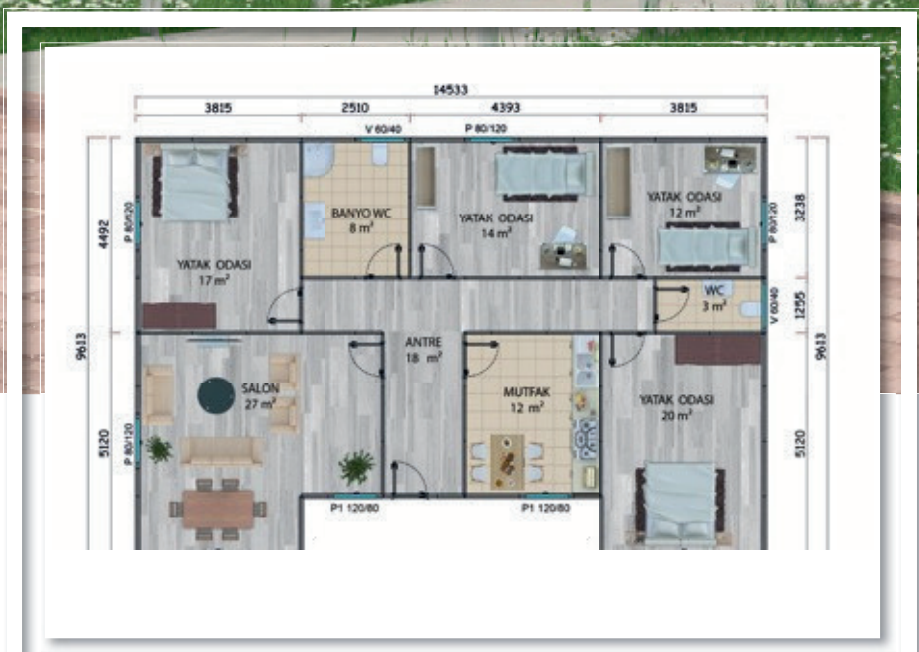 14533
3815 2510 4393 3815
V 60/40 P 80/120
4492
P 80/120
9613
5120
P 80/120
3238
P 80/120
1255
V 60/40
9613
5120
YATAK ODASI
17 m²
BANYO WC
8 m²
YATAK ODASI
14 m²
YATAK ODASI
12 m²
WC
3 m²
ANTRE
18 m²
SALON
27 m²
MUTFAK
12 m²
YATAK ODASI
20 m²
P1 120/80 P1 120/80